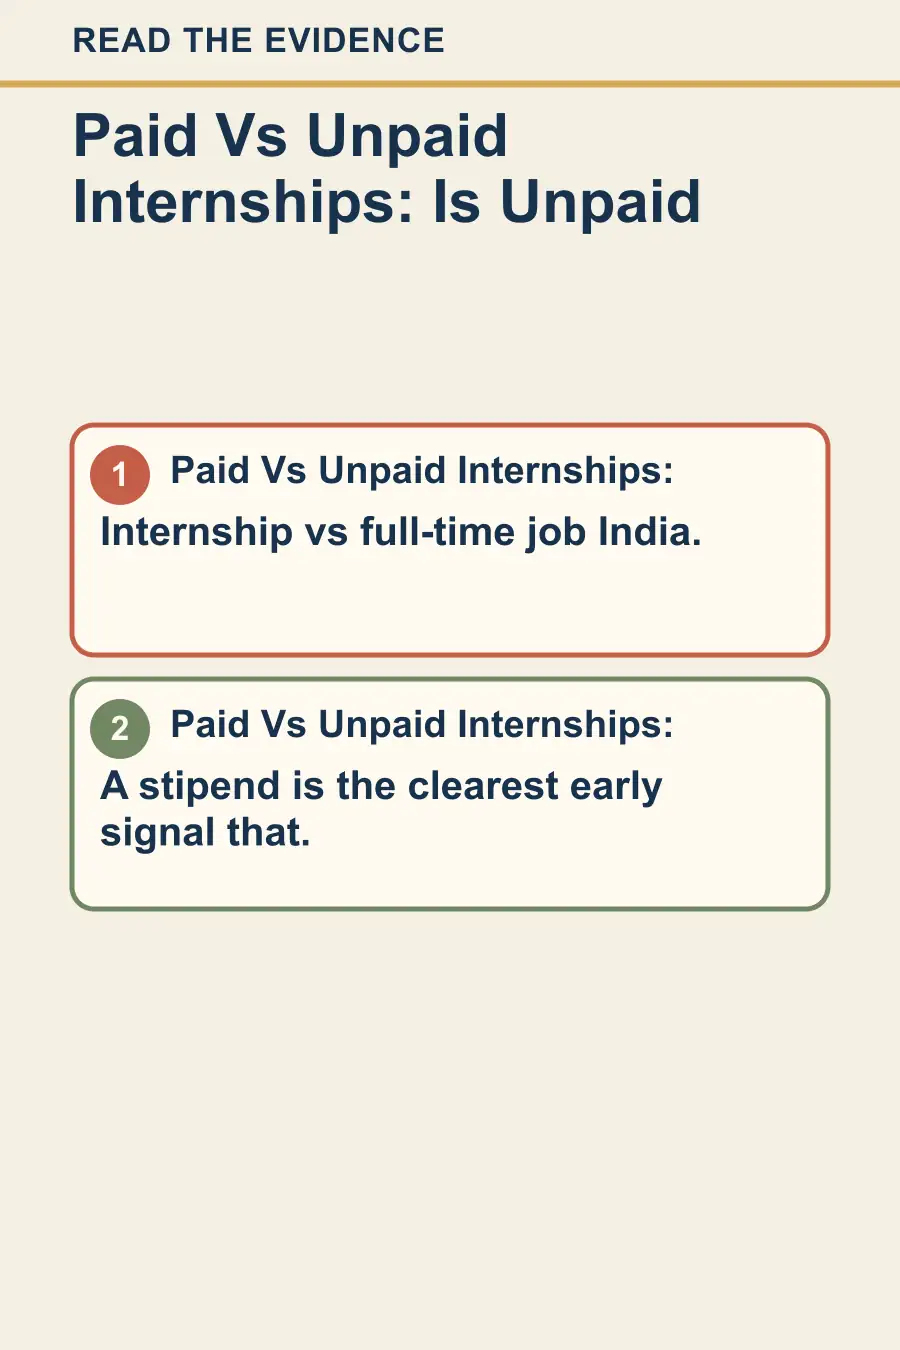 READ THE EVIDENCE
Paid Vs Unpaid
Internships: Is Unpaid
1 Paid Vs Unpaid Internships:
Internship vs full-time job India.
2 Paid Vs Unpaid Internships:
A stipend is the clearest early
signal that.